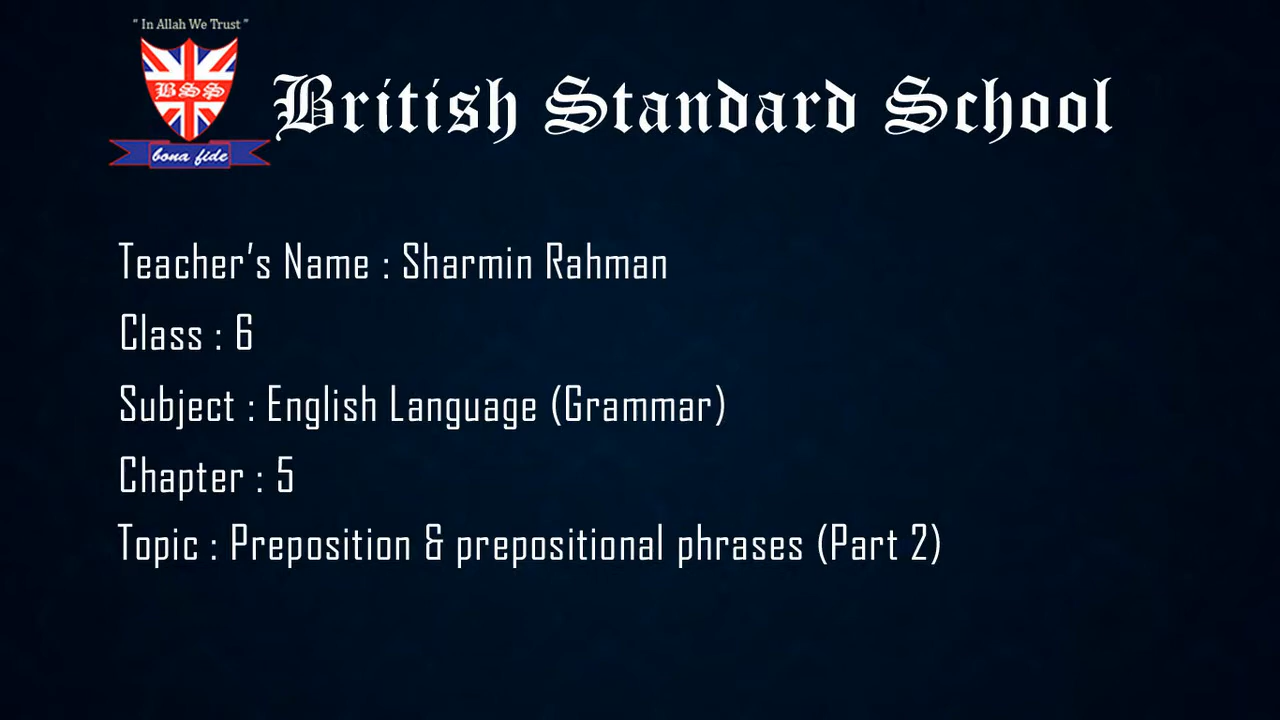 “ In Allah We Trust ”
BSS
bona fide
British Standard School
Teacher’s Name : Sharmin Rahman
Class : 6
Subject : English Language (Grammar)
Chapter : 5
Topic : Preposition & prepositional phrases (Part 2)